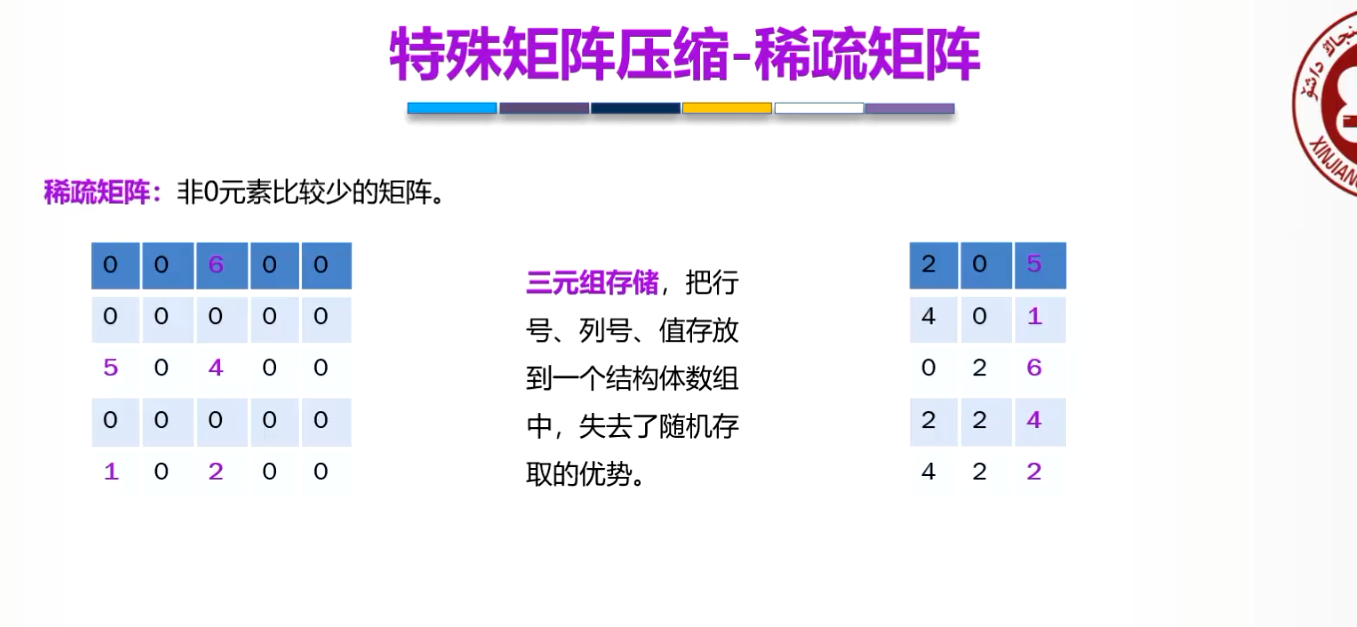 特殊矩阵压缩-稀疏矩阵
稀疏矩阵：非0元素比较少的矩阵。
0 0 6 0 0
0 0 0 0 0
5 0 4 0 0
0 0 0 0 0
1 0 2 0 0
三元组存储，把行
号、列号、值存放
到一个结构体数组
中，失去了随机存
取的优势。
2 0 5
4 0 1
0 2 6
2 2 4
4 2 2